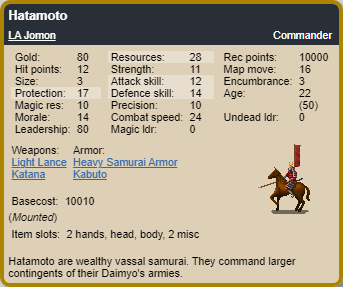 Hatamoto
LA Jomon Commander
Gold: 80 Resources: 28 Rec points: 10000
Hit points: 12 Strength: 11 Map move: 16
Size: 3 Attack skill: 12 Encumbrance: 3
Protection: 17 Defence skill: 14 Age: 22
Magic res: 10 Precision: 10 (50)
Morale: 14 Combat speed: 24 Undead ldr: 0
Leadership: 80 Magic ldr: 0
Weapons: Armor:
Light Lance Heavy Samurai Armor
Katana Kabuto
Basecost: 10010
(Mounted)
Item slots: 2 hands, head, body, 2 misc
Hatamoto are wealthy vassal samurai. They command larger
contingents of their Daimyo's armies.